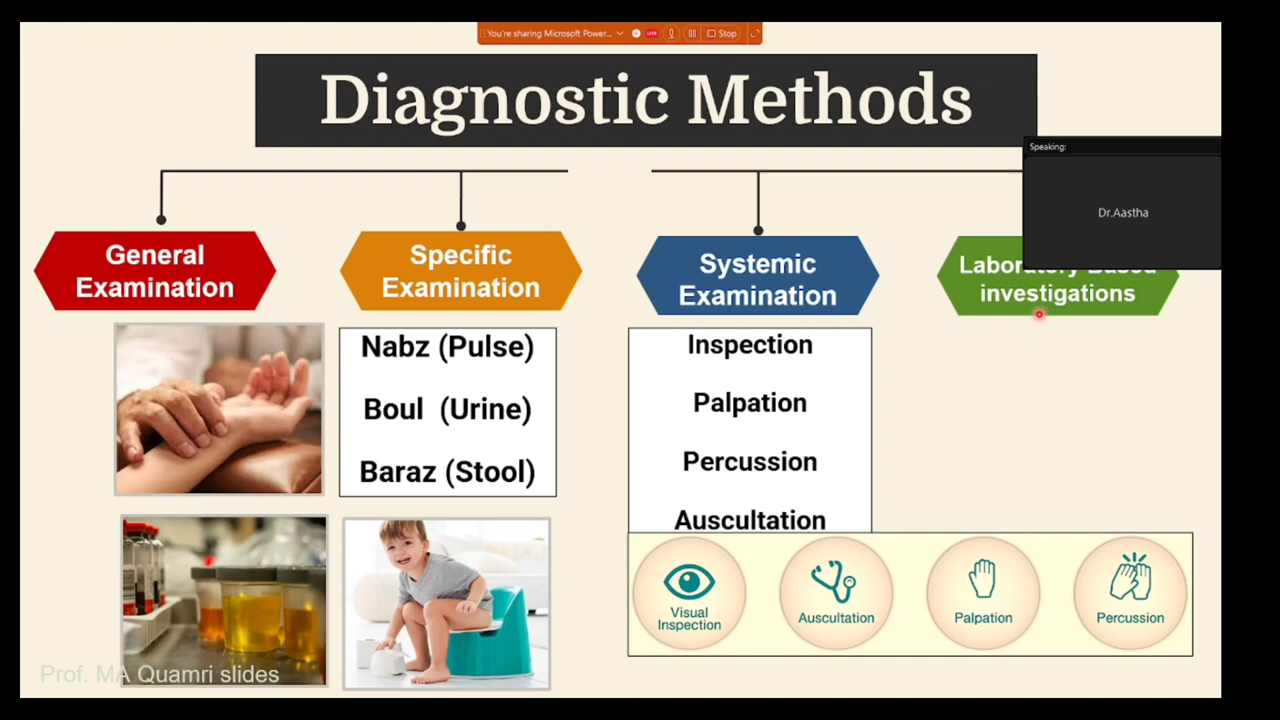 You're sharing Microsoft Power...
LIVE
Stop
Diagnostic Methods
Speaking:
Dr.Aastha
General
Examination
Specific
Examination
Systemic
Examination
Laboratory Based
investigations
Nabz (Pulse)
Boul (Urine)
Baraz (Stool)
Inspection
Palpation
Percussion
Auscultation
Visual
Inspection
Auscultation
Palpation
Percussion
Prof. MA Quamri slides